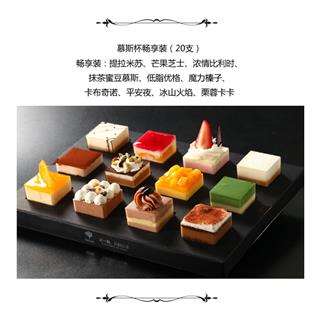 慕斯杯畅享装（20支）
畅享装：提拉米苏、芒果芝士、浓情比利时、
抹茶蜜豆慕斯、低脂优格、魔力榛子、
卡布奇诺、平安夜、冰山火焰、栗蓉卡卡